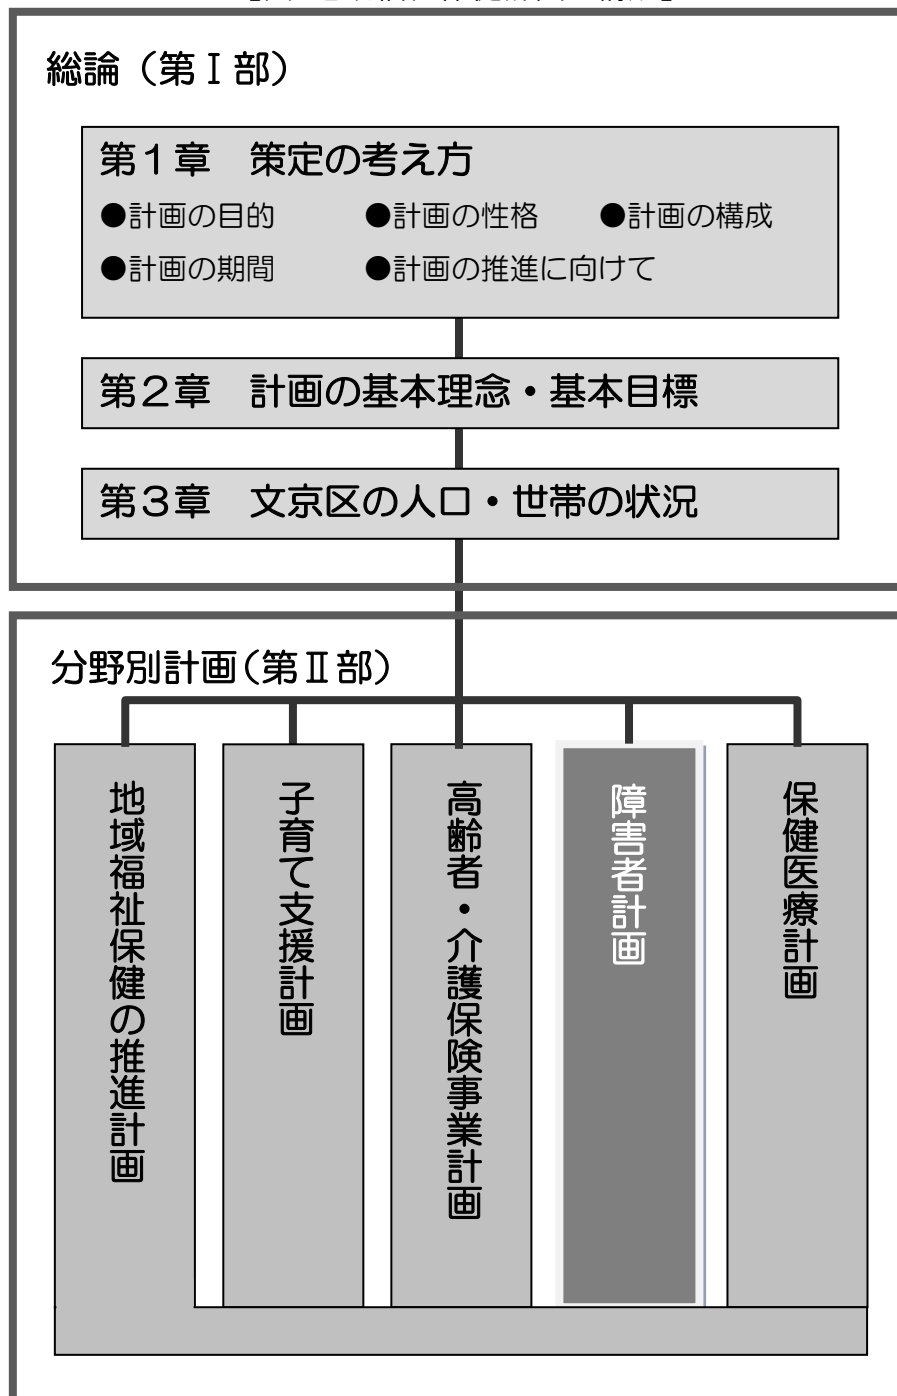 総論（第Ⅰ部）
第１章　策定の考え方
●計画の目的　●計画の性格　●計画の構成
●計画の期間　●計画の推進に向けて
第２章　計画の基本理念・基本目標
第３章　文京区の人口・世帯の状況
分野別計画（第Ⅱ部）
地域福祉保健の推進計画
子育て支援計画
高齢者・介護保険事業計画
障害者計画
保健医療計画